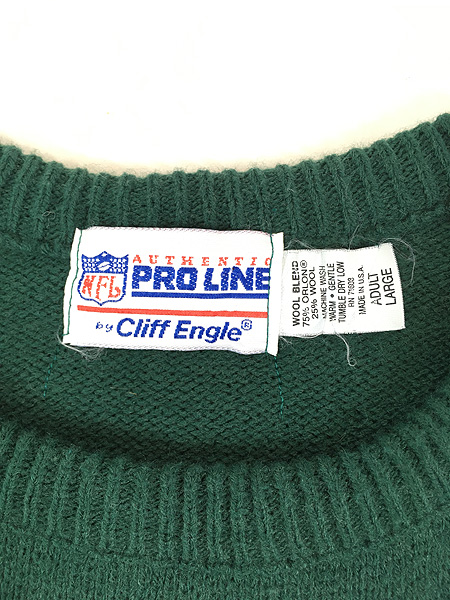 AUTHENTIC
NFL
PRO LINE
by Cliff Engle®
WOOL BLEND
75% ORLON®
25% WOOL
MACHINE WASH
WARM • GENTLE
TUMBLE DRY LOW
RN 71933
MADE IN U.S.A.
ADULT
LARGE